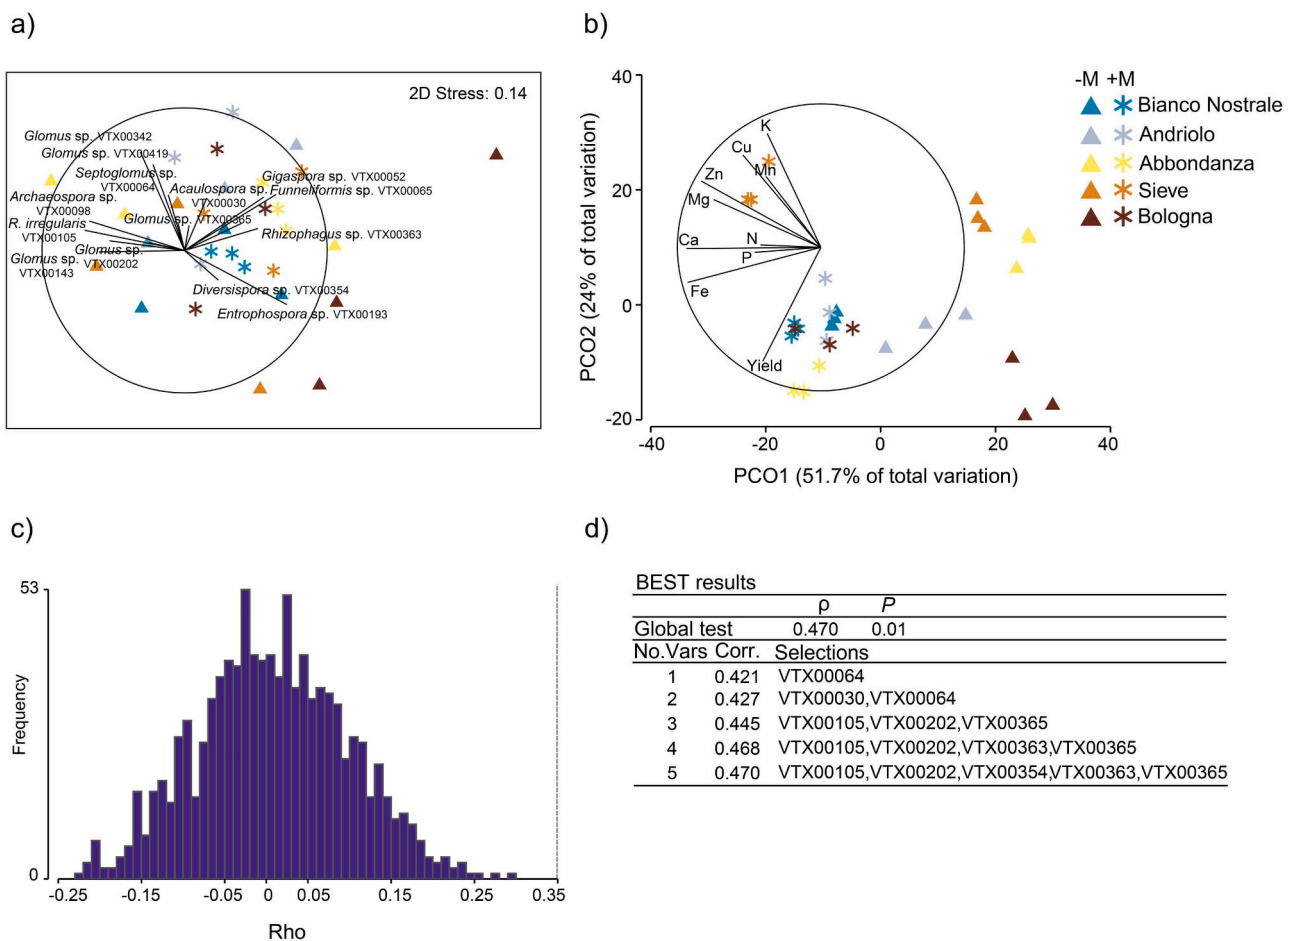 a)
2D Stress: 0.14
Glomus sp. VTX00342
Glomus sp. VTX00419
Septoglomus sp.
VTX00064
Acaulospora sp.
VTX00030
Gigaspora sp. VTX00052
Funneliformis sp. VTX00065
Archaeospora sp.
VTX00098
Glomus sp. VTX00365
R. irregularis
VTX00105
Rhizophagus sp. VTX00363
Glomus sp.
VTX00202
Glomus sp.
VTX00143
Diversispora sp. VTX00354
Entrophospora sp. VTX00193
b)
40
20
0
-20
-40
-20
0
20
40
PCO2 (24% of total variation)
PCO1 (51.7% of total variation)
K
Cu
Mn
Zn
Mg
N
Ca
P
Fe
Yield
-M +M
Bianco Nostrale
Andriolo
Abbondanza
Sieve
Bologna
c)
53
0
Frequency
-0.25
-0.15
-0.05
0
0.05
0.15
0.25
0.35
Rho
d)
BEST results
ρ P
Global test 0.470 0.01
No.Vars Corr. Selections
1 0.421 VTX00064
2 0.427 VTX00030,VTX00064
3 0.445 VTX00105,VTX00202,VTX00365
4 0.468 VTX00105,VTX00202,VTX00363,VTX00365
5 0.470 VTX00105,VTX00202,VTX00354,VTX00363,VTX00365